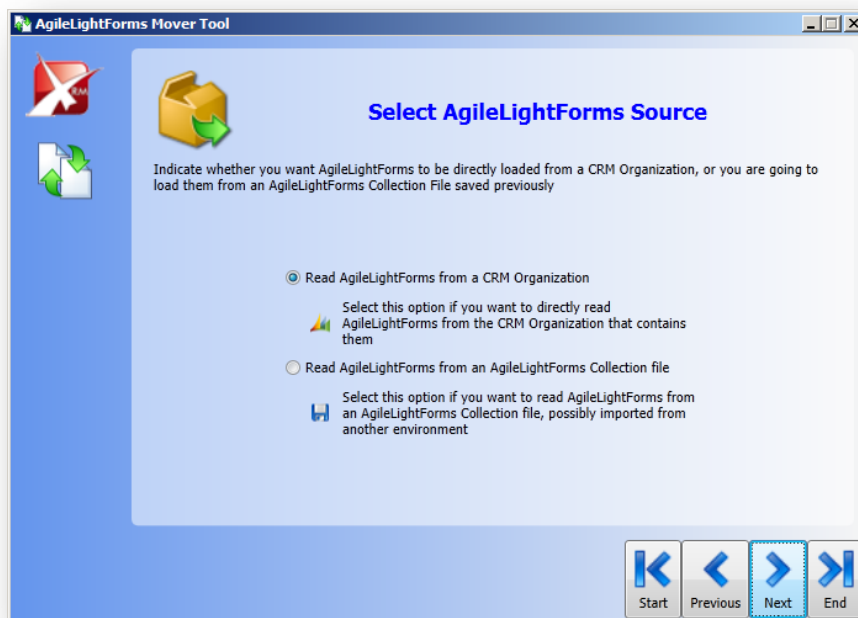 AgileLightForms Mover Tool
RM
Select AgileLightForms Source
Indicate whether you want AgileLightForms to be directly loaded from a CRM Organization, or you are going to
load them from an AgileLightForms Collection File saved previously
Read AgileLightForms from a CRM Organization
Select this option if you want to directly read
AgileLightForms from the CRM Organization that contains
them
Read AgileLightForms from an AgileLightForms Collection file
Select this option if you want to read AgileLightForms from
an AgileLightForms Collection file, possibly imported from
another environment
Start Previous Next End